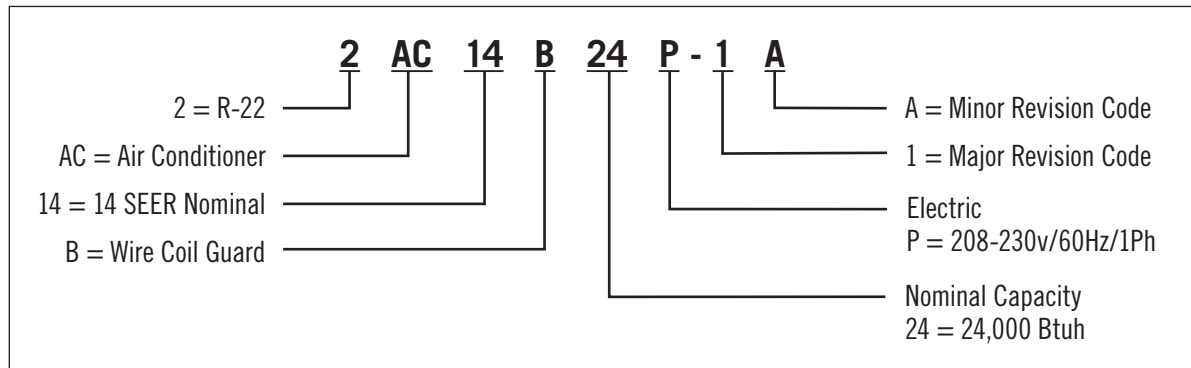 2 AC 14 B 24 P - 1 A
2 = R-22
AC = Air Conditioner
14 = 14 SEER Nominal
B = Wire Coil Guard
A = Minor Revision Code
1 = Major Revision Code
Electric
P = 208-230v/60Hz/1Ph
Nominal Capacity
24 = 24,000 Btuh